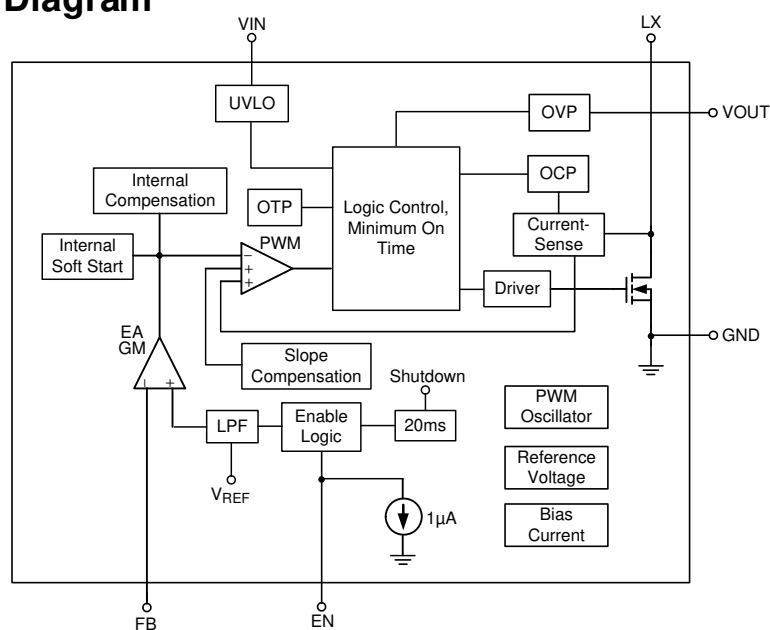 Diagram
VIN
LX
UVLO
OVP
VOUT
Internal
Compensation
OTP
Logic Control,
Minimum On
Time
OCP
Internal
Soft Start
PWM
Current-
Sense
−
+
+
Driver
EA
GM
GND
Slope
Compensation
− +
Shutdown
PWM
Oscillator
LPF
Enable
Logic
20ms
Reference
Voltage
VREF
1µA
Bias
Current
FB
EN